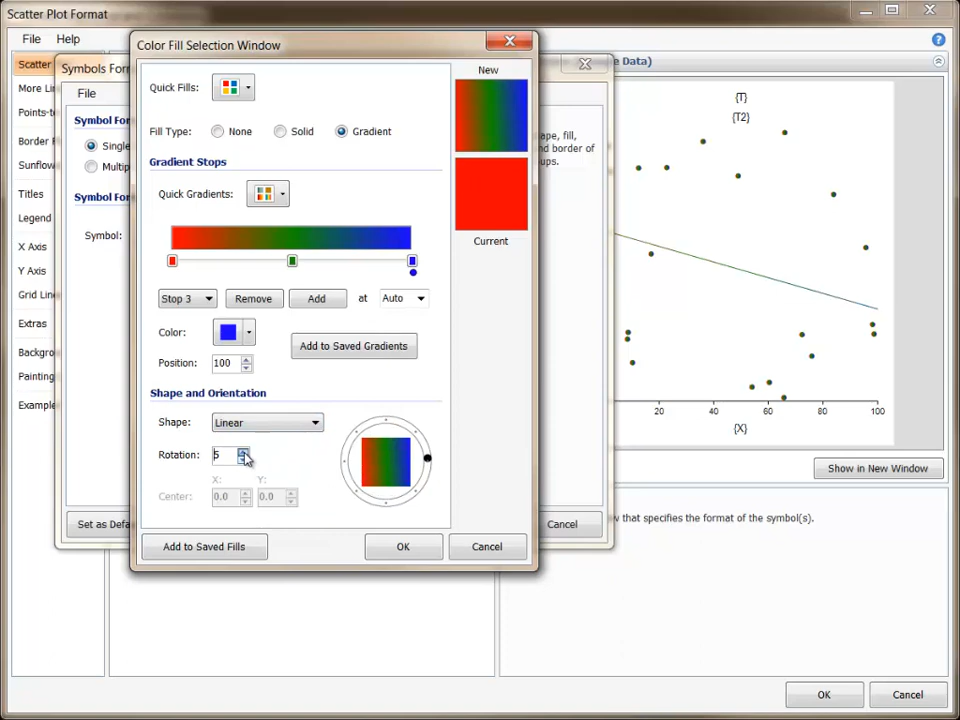 Scatter Plot Format
File Help
Scatter
More Li
Points-t
Border
Sunflow
Titles
Legend
X Axis
Y Axis
Grid Line
Extras
Backgro
Painting
Example
Symbols Form
File
Symbol For
Single
Multip
Symbol For
Symbol:
Set as Defa
Cancel
ape, fill,
and border of
ups.
Color Fill Selection Window
Quick Fills:
Fill Type: None Solid Gradient
Gradient Stops
Quick Gradients:
Stop 3 Remove Add at Auto
Color:
Add to Saved Gradients
Position: 100
Shape and Orientation
Shape: Linear
Rotation: 5
X: Y:
Center: 0.0 0.0
Add to Saved Fills OK Cancel
New
Current
e Data)
{T}
{T2}
20 40 60 80 100
{X}
Show in New Window
w that specifies the format of the symbol(s).
OK Cancel